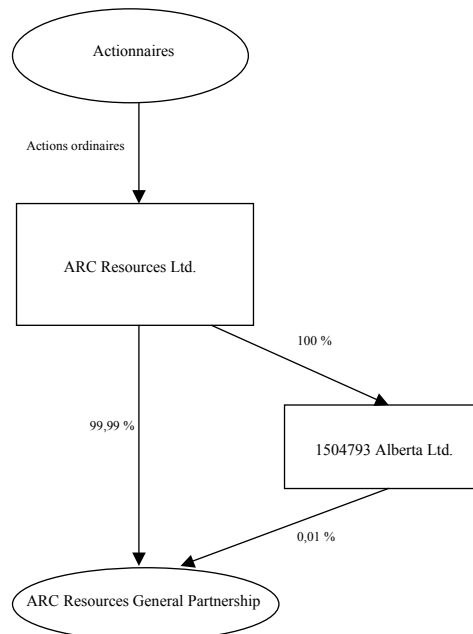 Actionnaires
Actions ordinaires
ARC Resources Ltd.
100 %
99,99 %
1504793 Alberta Ltd.
0,01 %
ARC Resources General Partnership